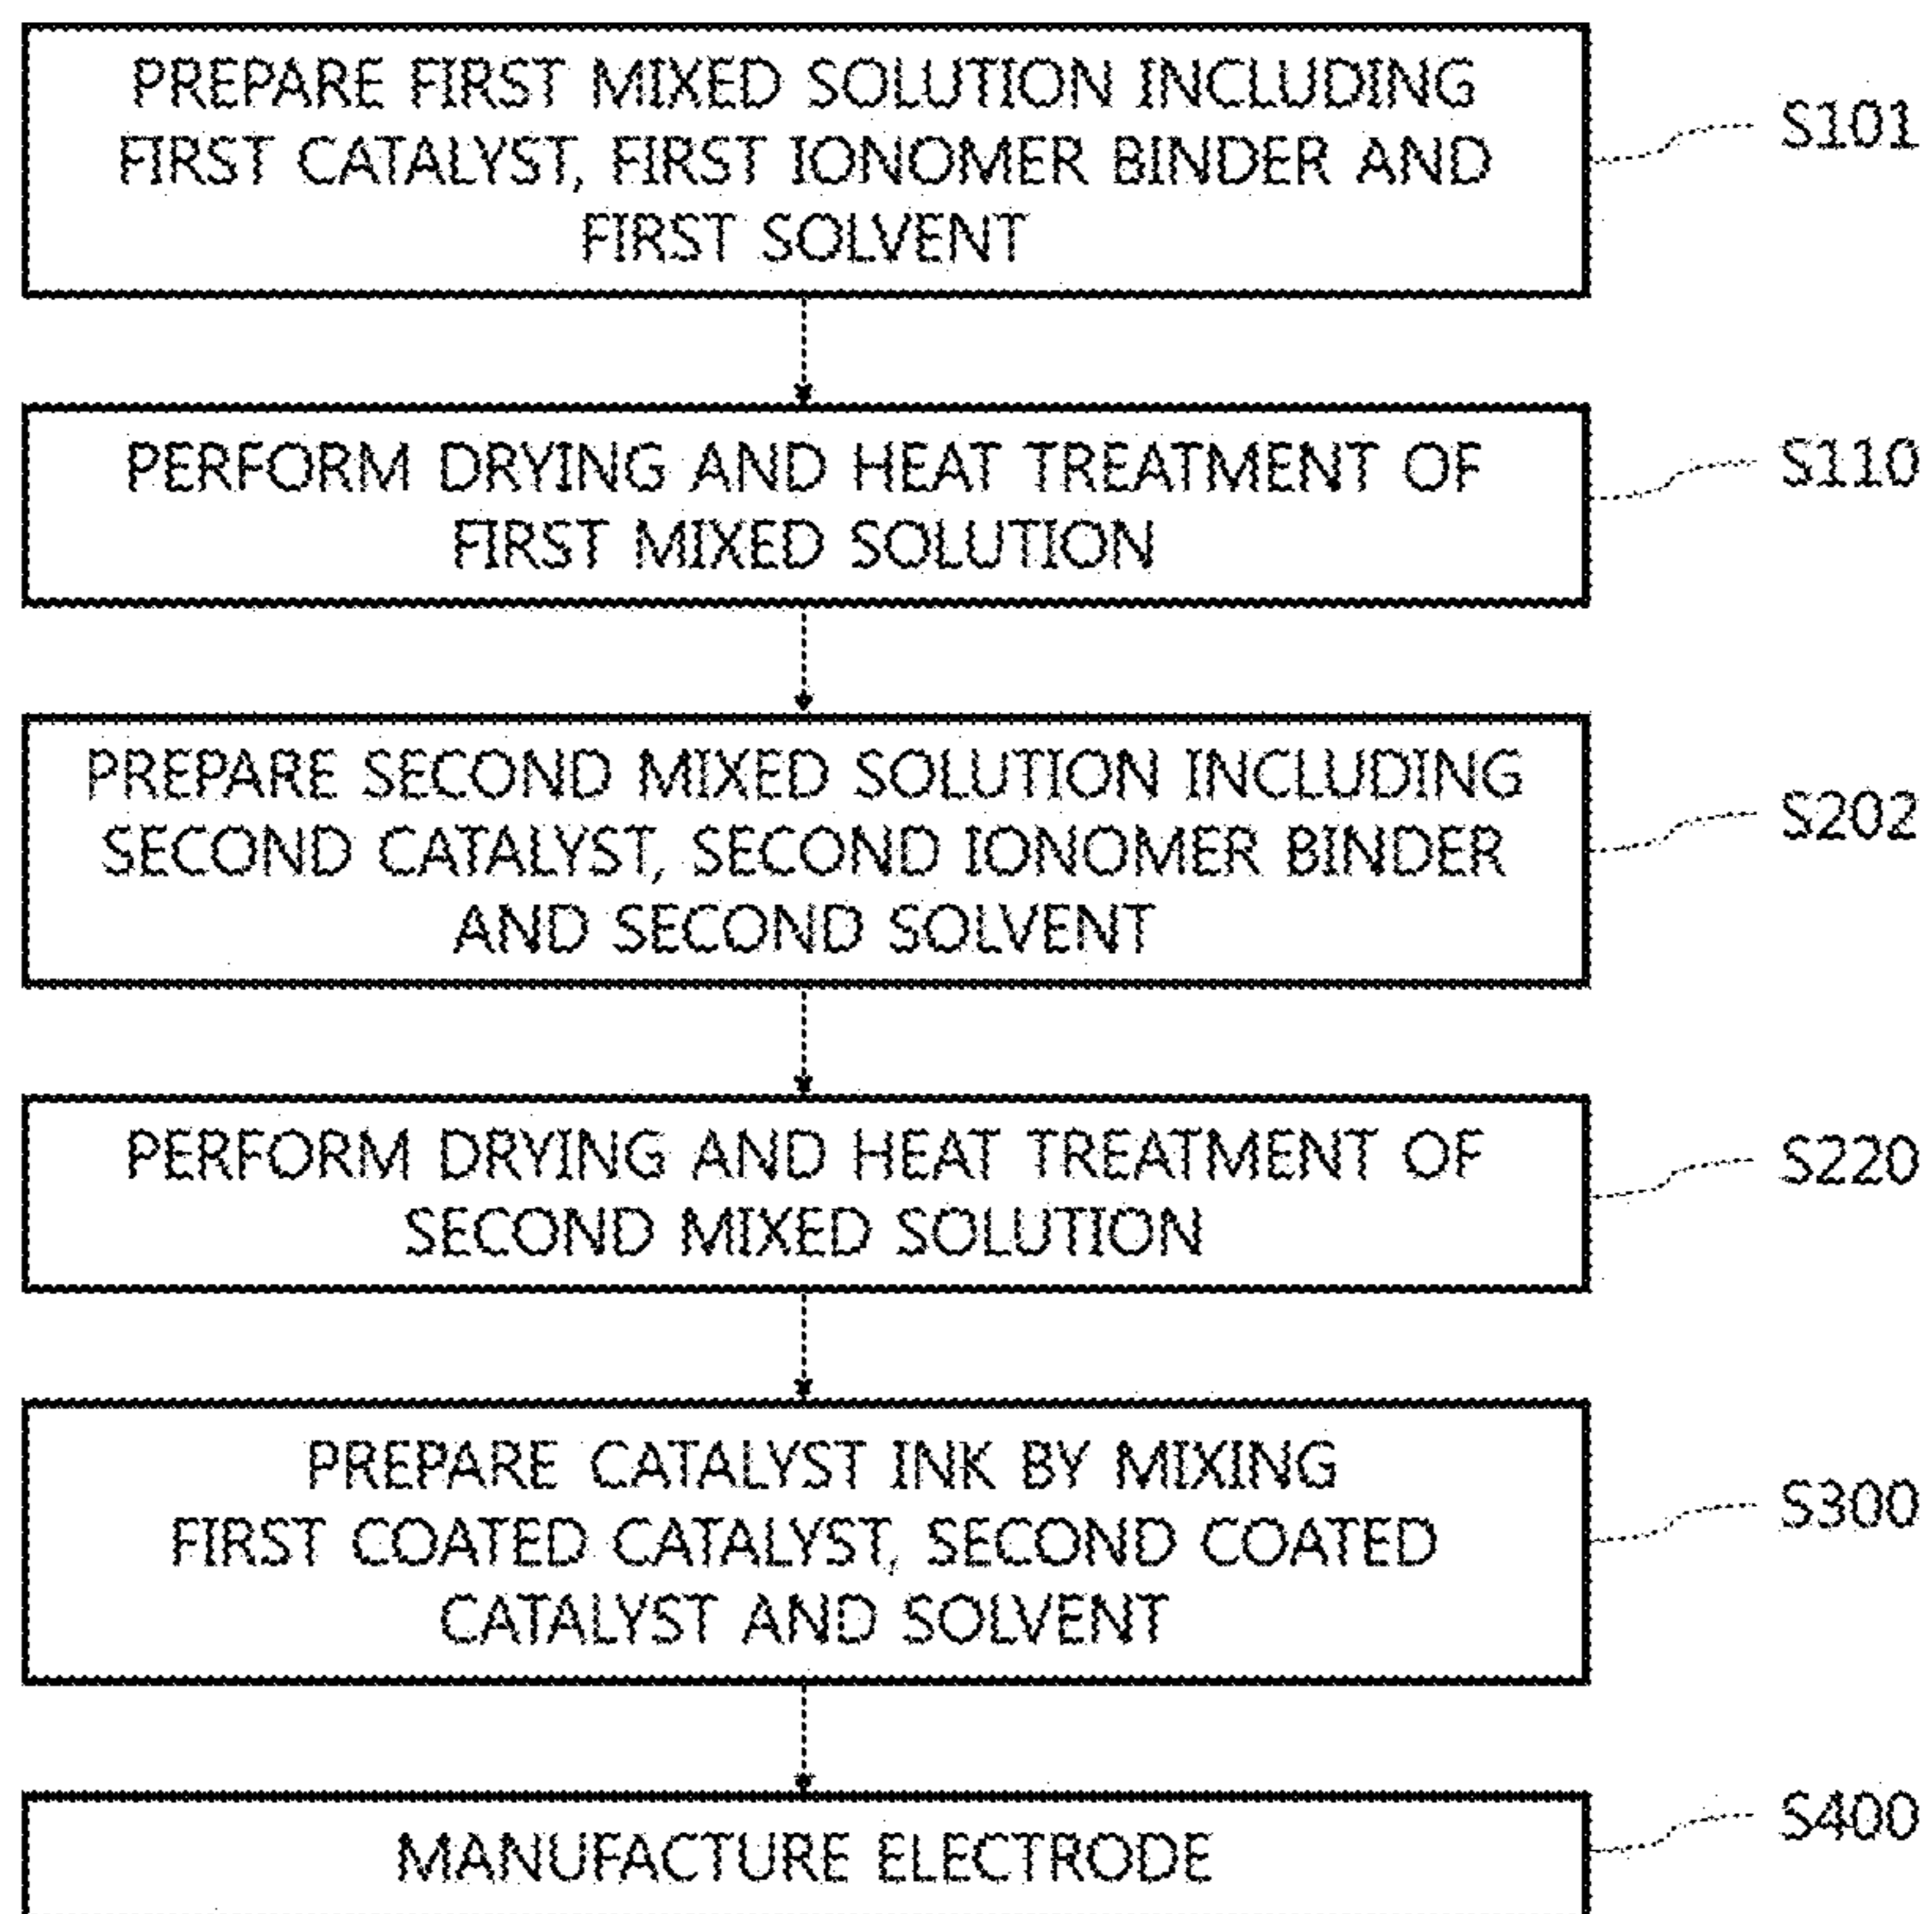 PREPARE FIRST MIXED SOLUTION INCLUDING
FIRST CATALYST, FIRST IONOMER BINDER AND
FIRST SOLVENT
S101
PERFORM DRYING AND HEAT TREATMENT OF
FIRST MIXED SOLUTION
S110
PREPARE SECOND MIXED SOLUTION INCLUDING
SECOND CATALYST, SECOND IONOMER BINDER
AND SECOND SOLVENT
S202
PERFORM DRYING AND HEAT TREATMENT OF
SECOND MIXED SOLUTION
S220
PREPARE CATALYST INK BY MIXING
FIRST COATED CATALYST, SECOND COATED
CATALYST AND SOLVENT
S300
MANUFACTURE ELECTRODE
S400